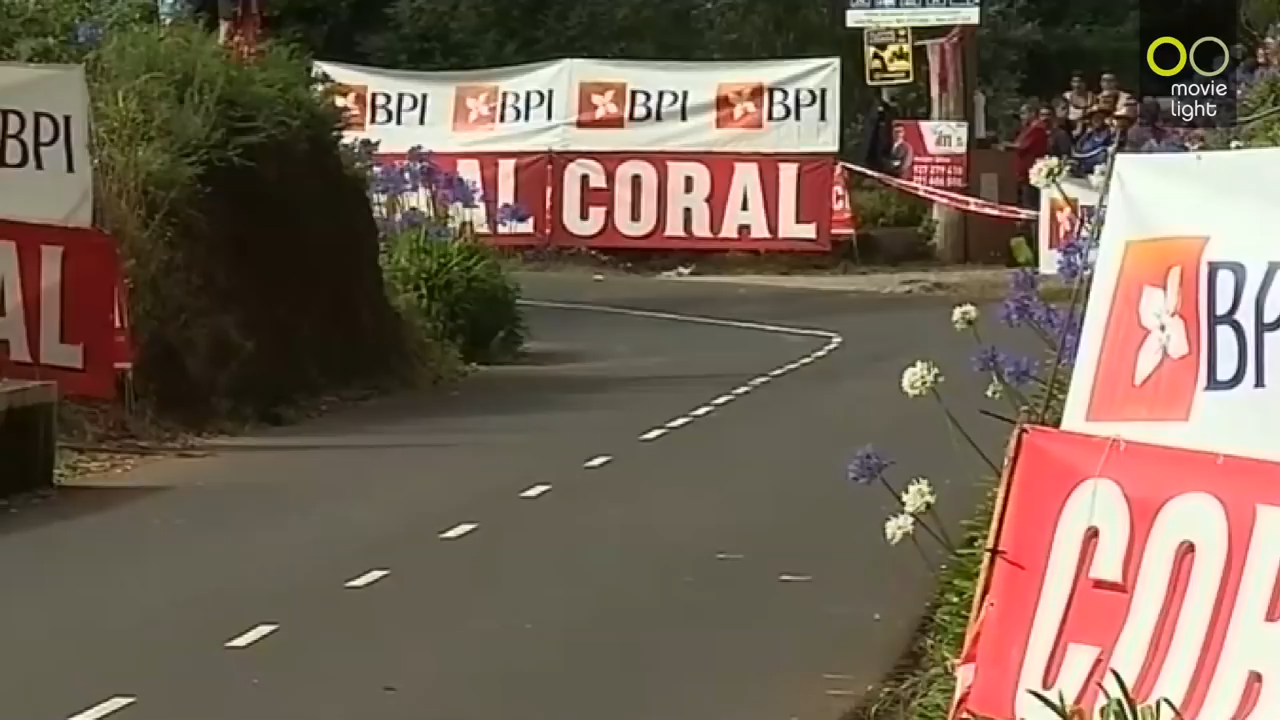 movie
light
BPI
BPI BPI BPI BPI
AL CORAL
AL
BPI
COR